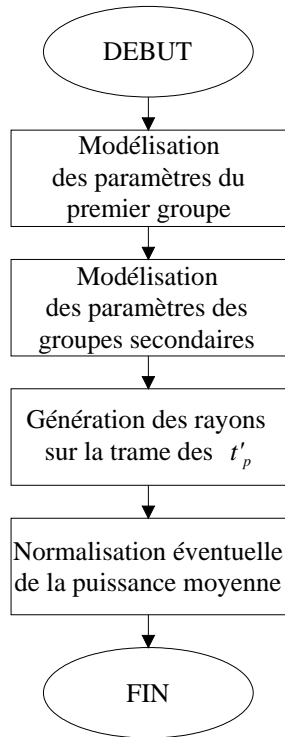 DEBUT
Modélisation
des paramètres du
premier groupe
Modélisation
des paramètres des
groupes secondaires
Génération des rayons
sur la trame des t'p
Normalisation éventuelle
de la puissance moyenne
FIN